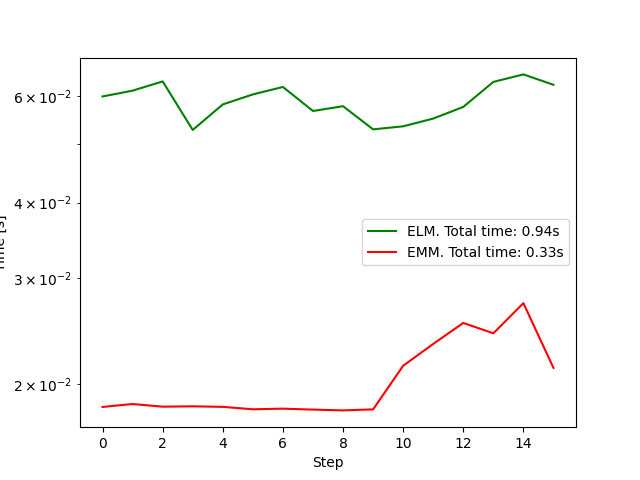 6 × 10⁻²
4 × 10⁻²
3 × 10⁻²
2 × 10⁻²
ELM. Total time: 0.94s
EMM. Total time: 0.33s
0 2 4 6 8 10 12 14
Step